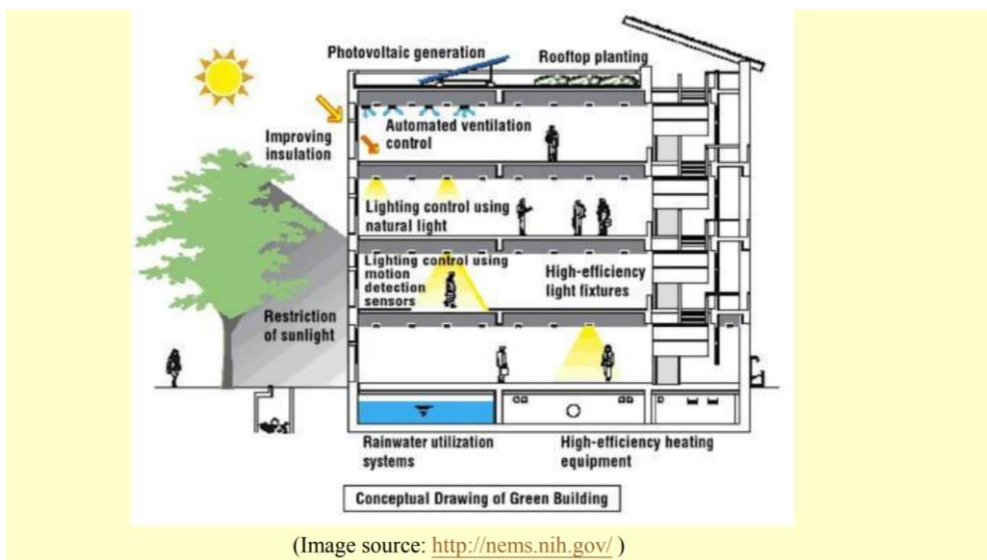 Photovoltaic generation
Rooftop planting
Improving
insulation
Automated ventilation
control
Lighting control using
natural light
Lighting control using
motion
detection
sensors
High-efficiency
light fixtures
Restriction
of sunlight
Rainwater utilization
systems
High-efficiency heating
equipment
Conceptual Drawing of Green Building
(Image source: http://nems.nih.gov/ )